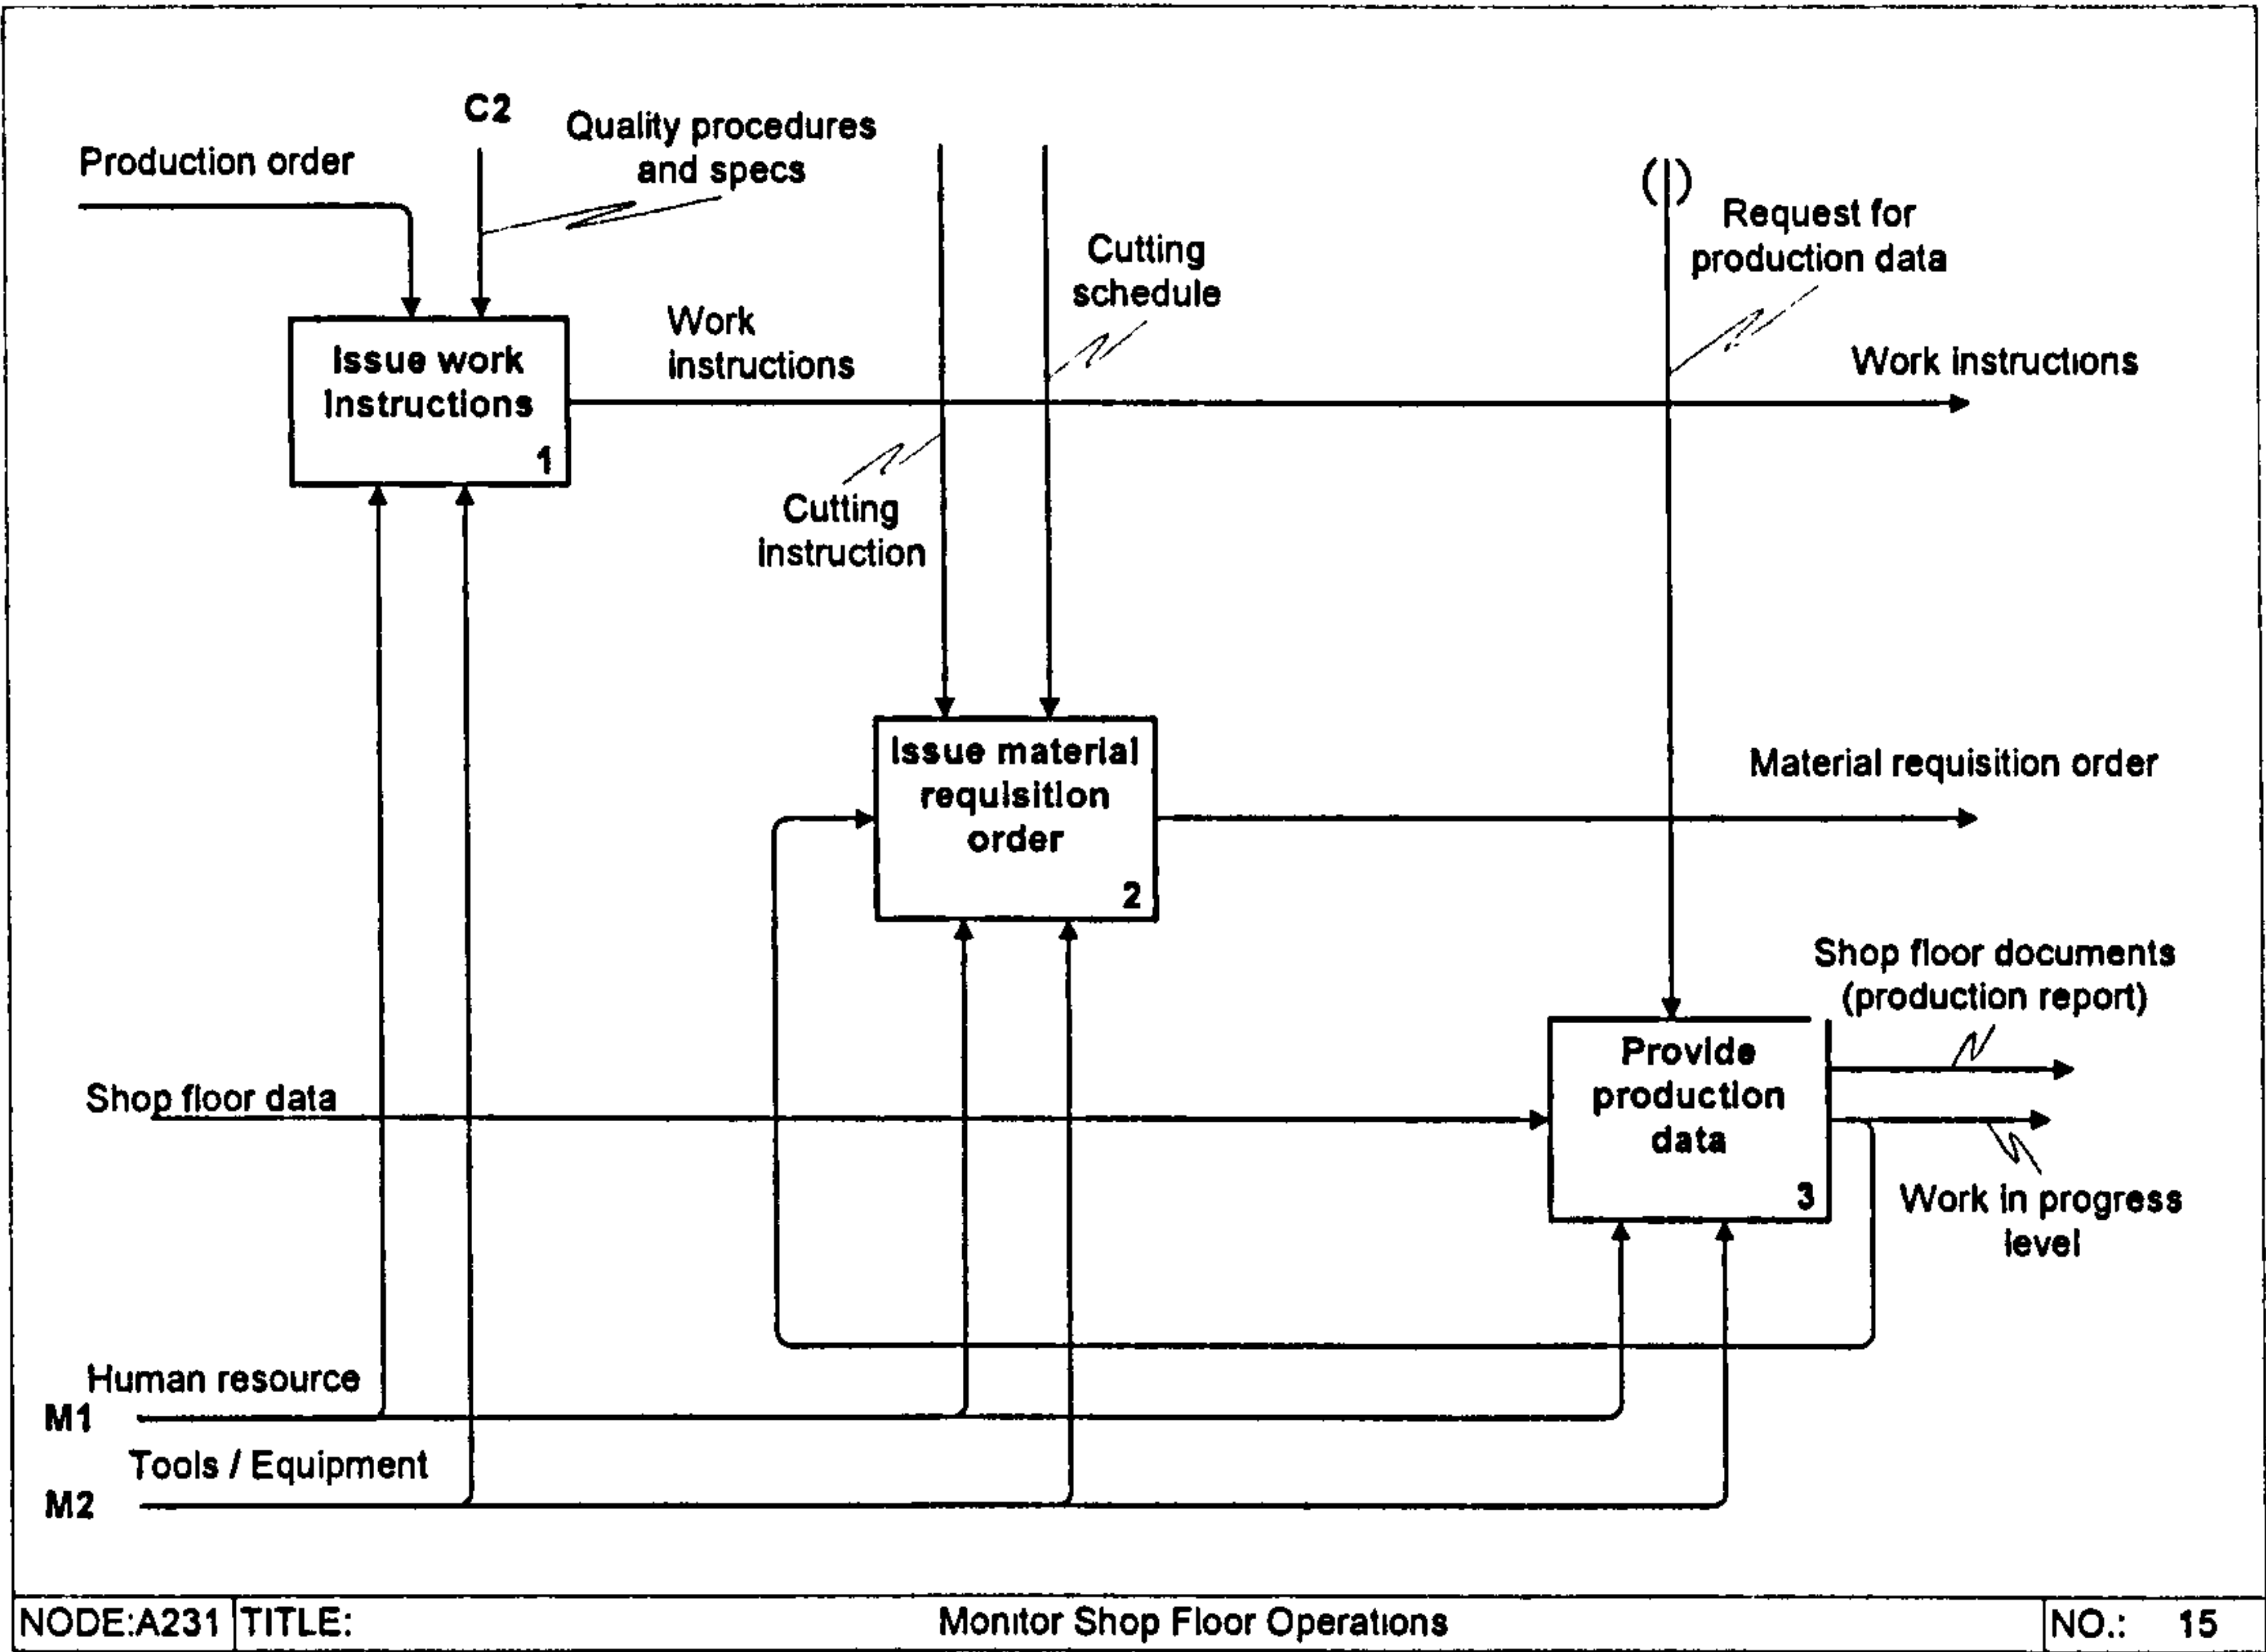 C2
Quality procedures
and specs
Production order
( )
Request for
production data
Cutting
schedule
Work
instructions
Work instructions
Issue work
Instructions
1
Cutting
instruction
Issue material
requisition
order
2
Material requisition order
Shop floor documents
(production report)
Provide
production
data
3
Shop floor data
Work in progress
level
Human resource
M1
Tools / Equipment
M2
NODE:A231 TITLE: Monitor Shop Floor Operations NO.: 15